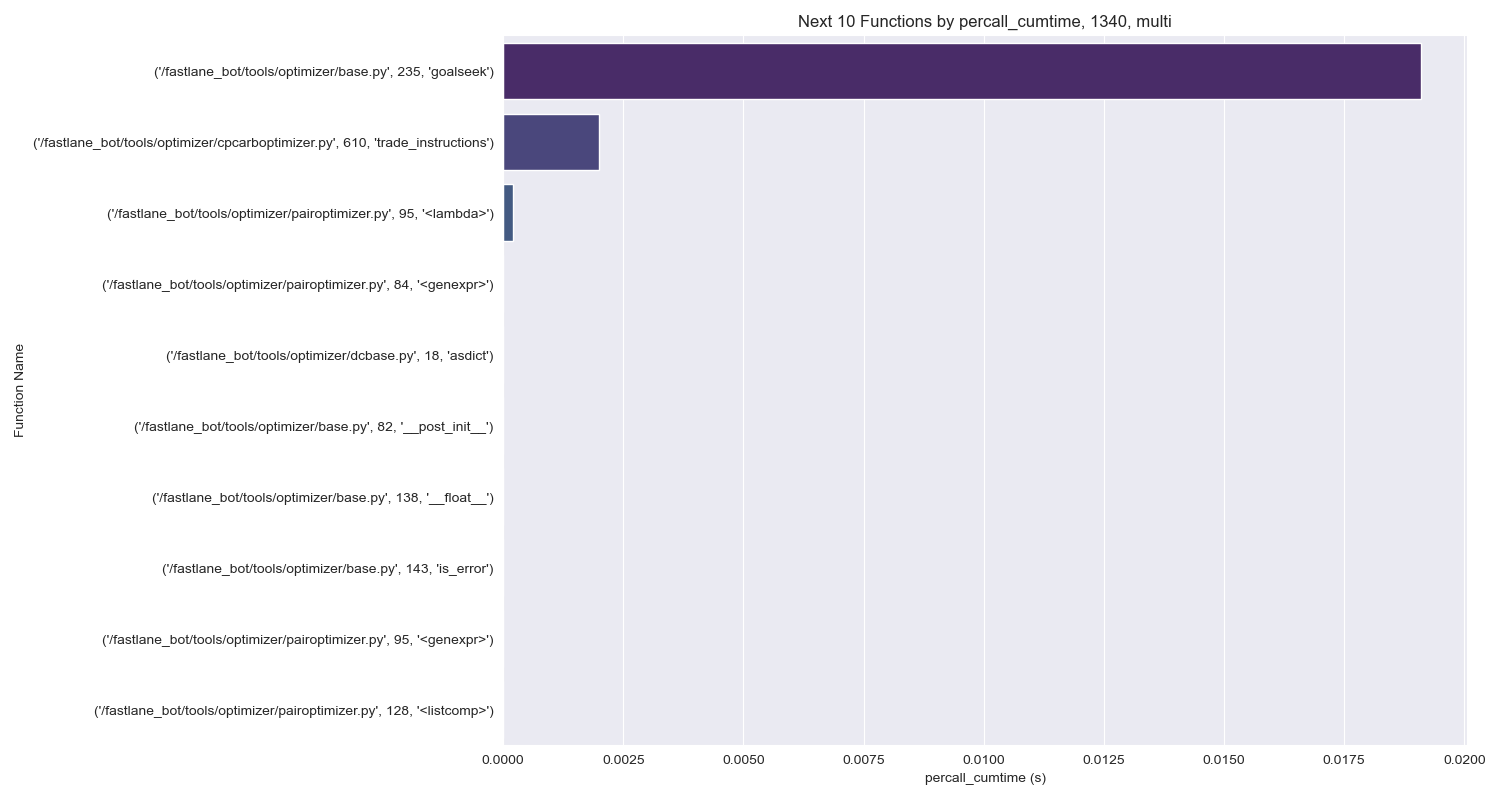 Next 10 Functions by percall_cumtime, 1340, multi
('/fastlane_bot/tools/optimizer/base.py', 235, 'goalseek')
('/fastlane_bot/tools/optimizer/cpcarboptimizer.py', 610, 'trade_instructions')
('/fastlane_bot/tools/optimizer/pairoptimizer.py', 95, '<lambda>')
('/fastlane_bot/tools/optimizer/pairoptimizer.py', 84, '<genexpr>')
('/fastlane_bot/tools/optimizer/dcbase.py', 18, 'asdict')
('/fastlane_bot/tools/optimizer/base.py', 82, '__post_init__')
('/fastlane_bot/tools/optimizer/base.py', 138, '__float__')
('/fastlane_bot/tools/optimizer/base.py', 143, 'is_error')
('/fastlane_bot/tools/optimizer/pairoptimizer.py', 95, '<genexpr>')
('/fastlane_bot/tools/optimizer/pairoptimizer.py', 128, '<listcomp>')
Function Name
0.0000 0.0025 0.0050 0.0075 0.0100 0.0125 0.0150 0.0175 0.0200
percall_cumtime (s)